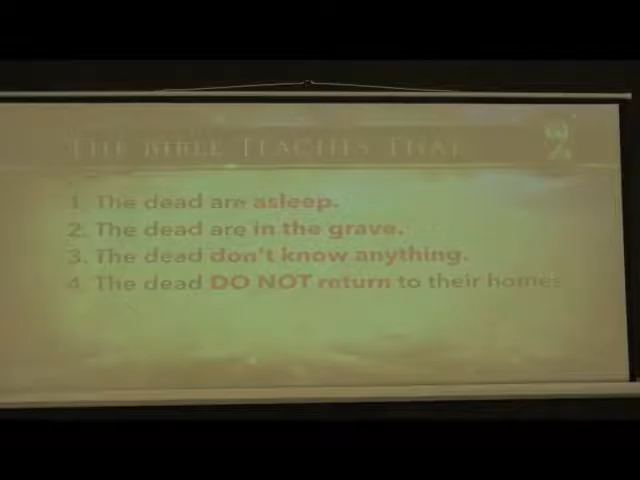 THE BIBLE TEACHES THAT
1. The dead are asleep.
2. The dead are in the grave.
3. The dead don't know anything.
4. The dead DO NOT return to their homes